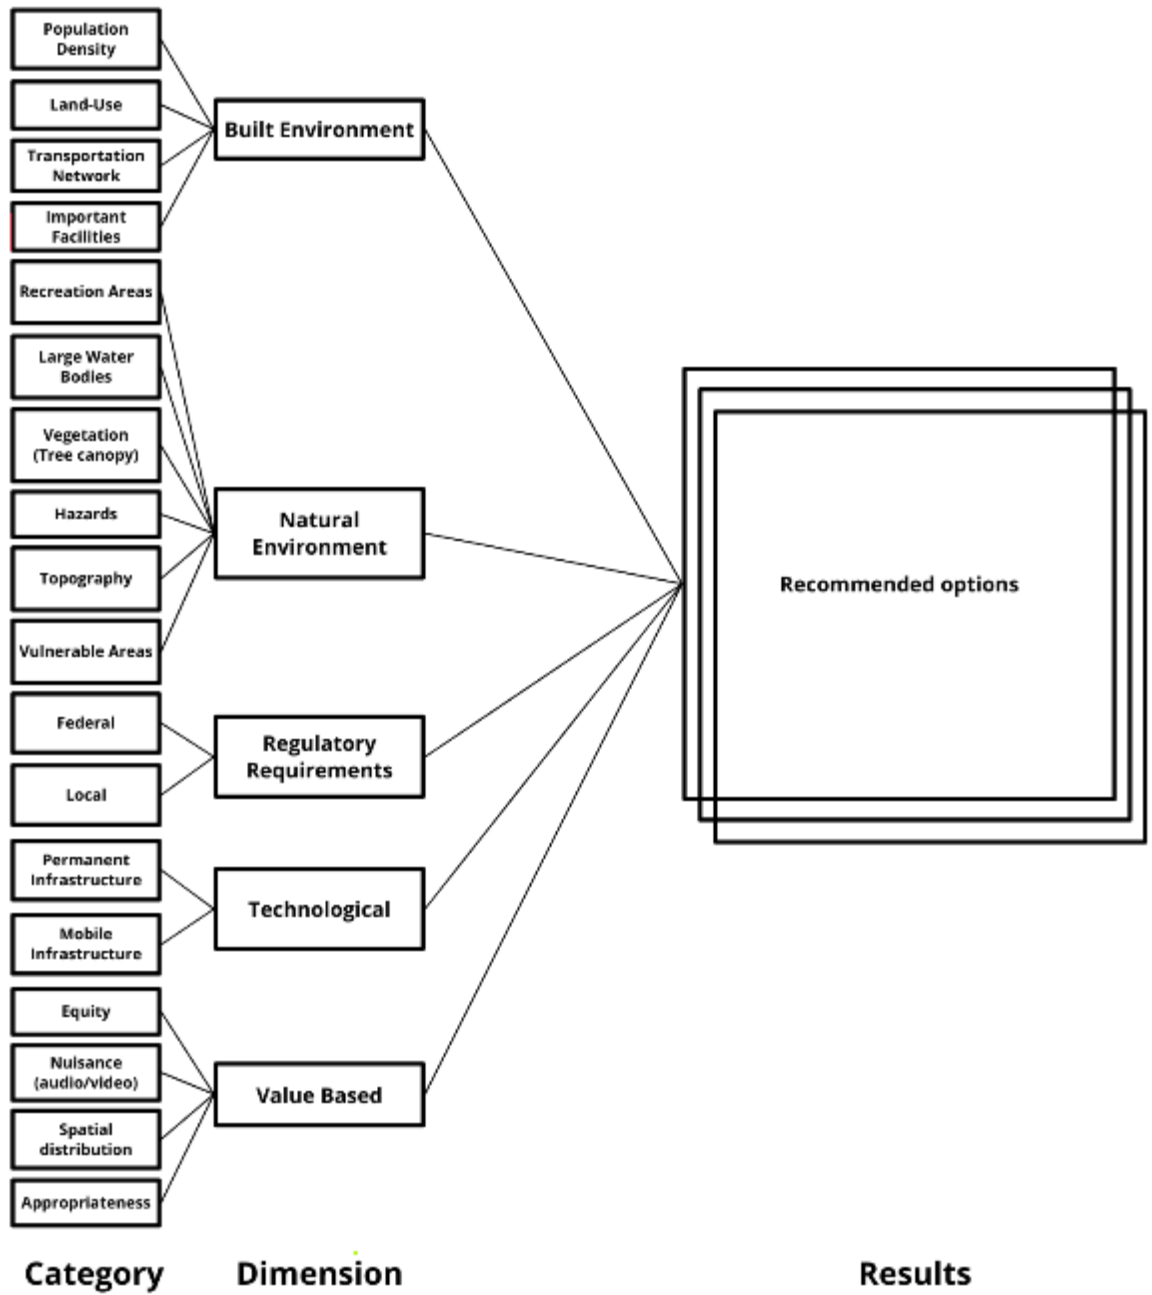 Population
Density
Land-Use
Transportation
Network
Important
Facilities
Recreation Areas
Large Water
Bodies
Vegetation
(Tree canopy)
Hazards
Topography
Vulnerable Areas
Federal
Local
Permanent
Infrastructure
Mobile
Infrastructure
Equity
Nuisance
(audio/video)
Spatial
distribution
Appropriateness
Category
Built Environment
Natural
Environment
Regulatory
Requirements
Technological
Value Based
Dimension
Recommended options
Results